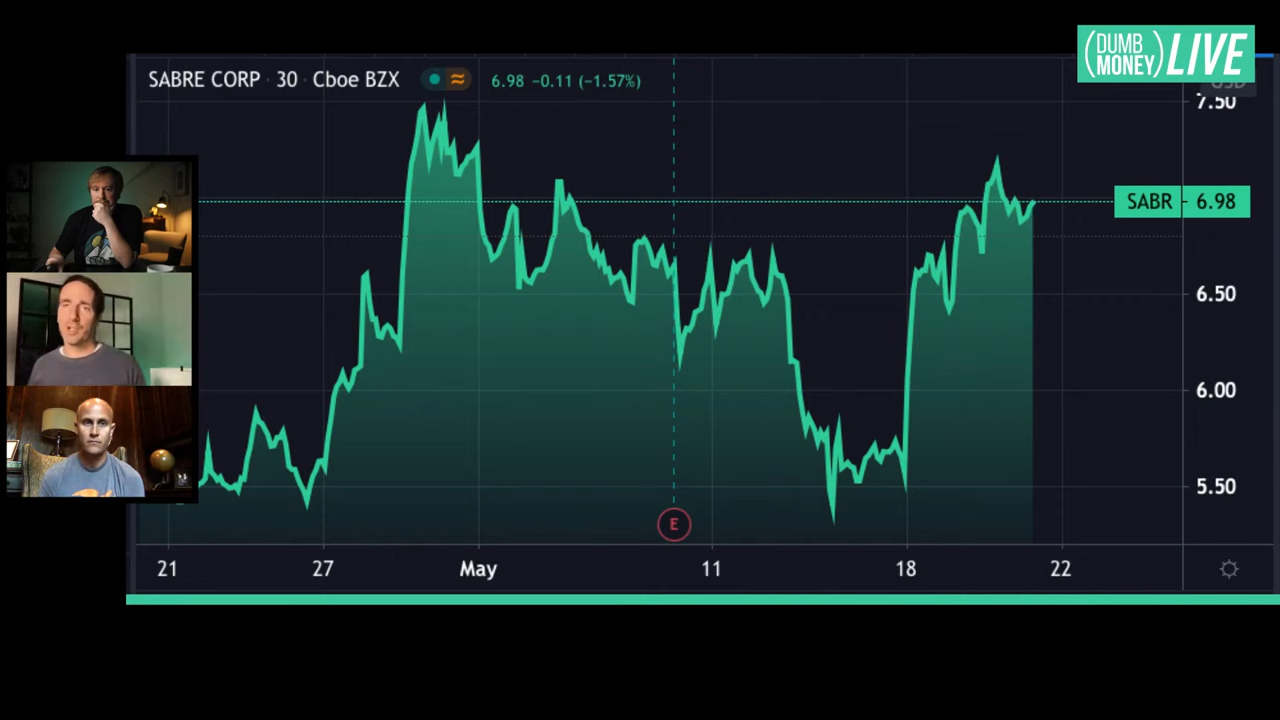 (DUMB MONEY) LIVE
SABRE CORP · 30 · Cboe BZX
6.98 −0.11 (−1.57%)
USD
7.50
SABR - 6.98
6.50
6.00
5.50
E
21 27 May 11 18 22